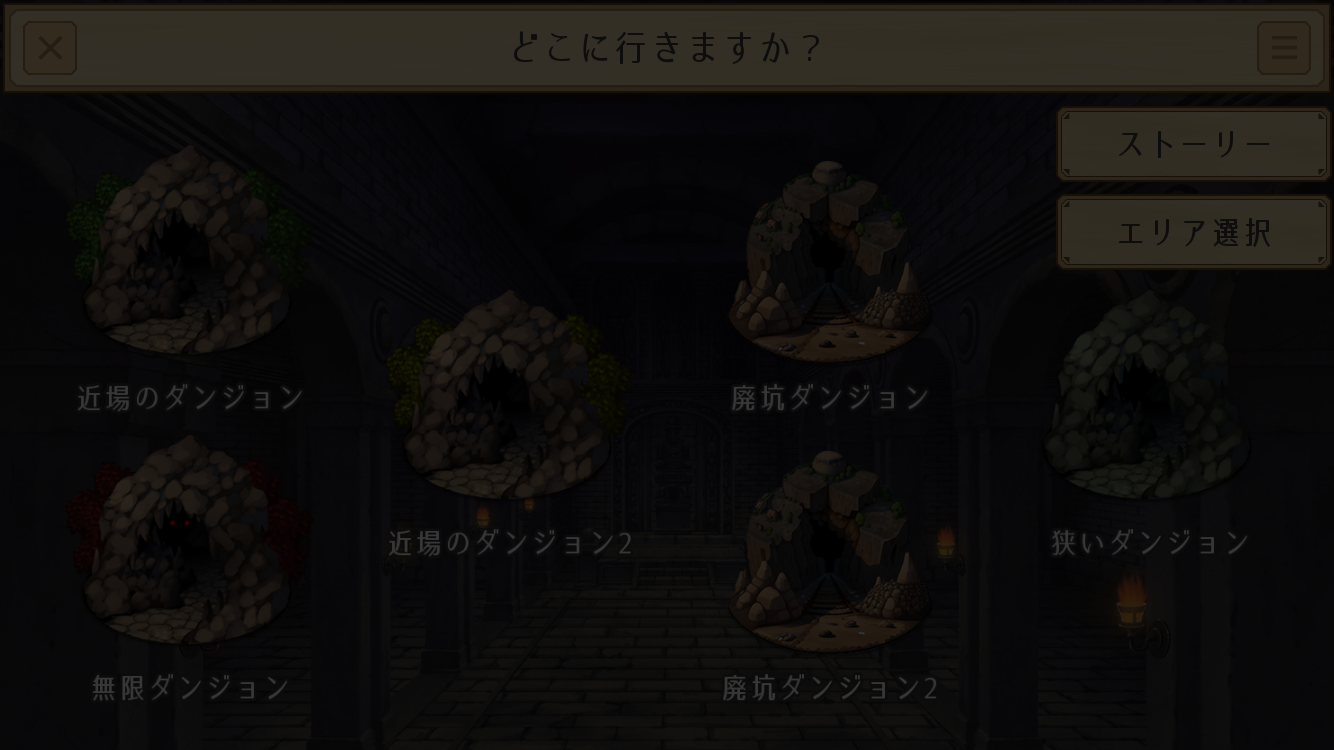 どこに行きますか？
ストーリー
エリア選択
近場のダンジョン
廃坑ダンジョン
近場のダンジョン2
狭いダンジョン
無限ダンジョン
廃坑ダンジョン2